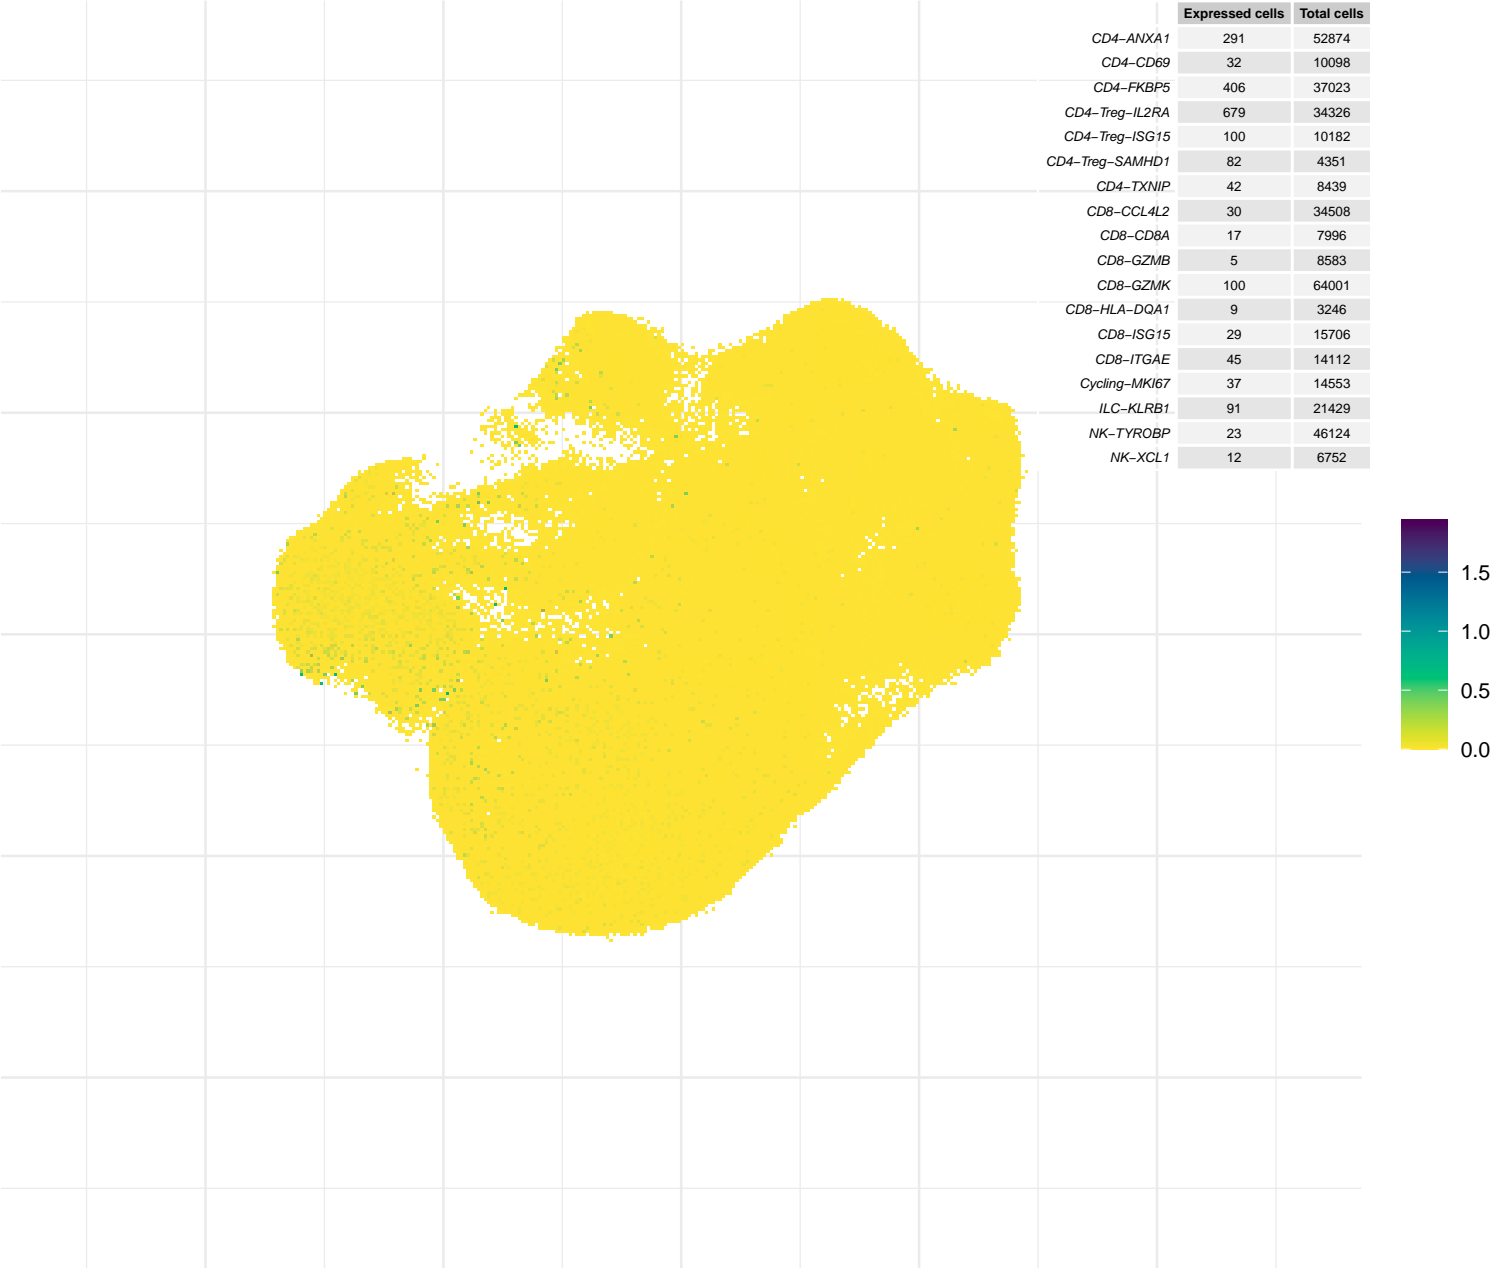 Expressed cells Total cells
CD4−ANXA1 291 52874
CD4−CD69 32 10098
CD4−FKBP5 406 37023
CD4−Treg−IL2RA 679 34326
CD4−Treg−ISG15 100 10182
CD4−Treg−SAMHD1 82 4351
CD4−TXNIP 42 8439
CD8−CCL4L2 30 34508
CD8−CD8A 17 7996
CD8−GZMB 5 8583
CD8−GZMK 100 64001
CD8−HLA−DQA1 9 3246
CD8−ISG15 29 15706
CD8−ITGAE 45 14112
Cycling−MKI67 37 14553
ILC−KLRB1 91 21429
NK−TYROBP 23 46124
NK−XCL1 12 6752
1.5
1.0
0.5
0.0